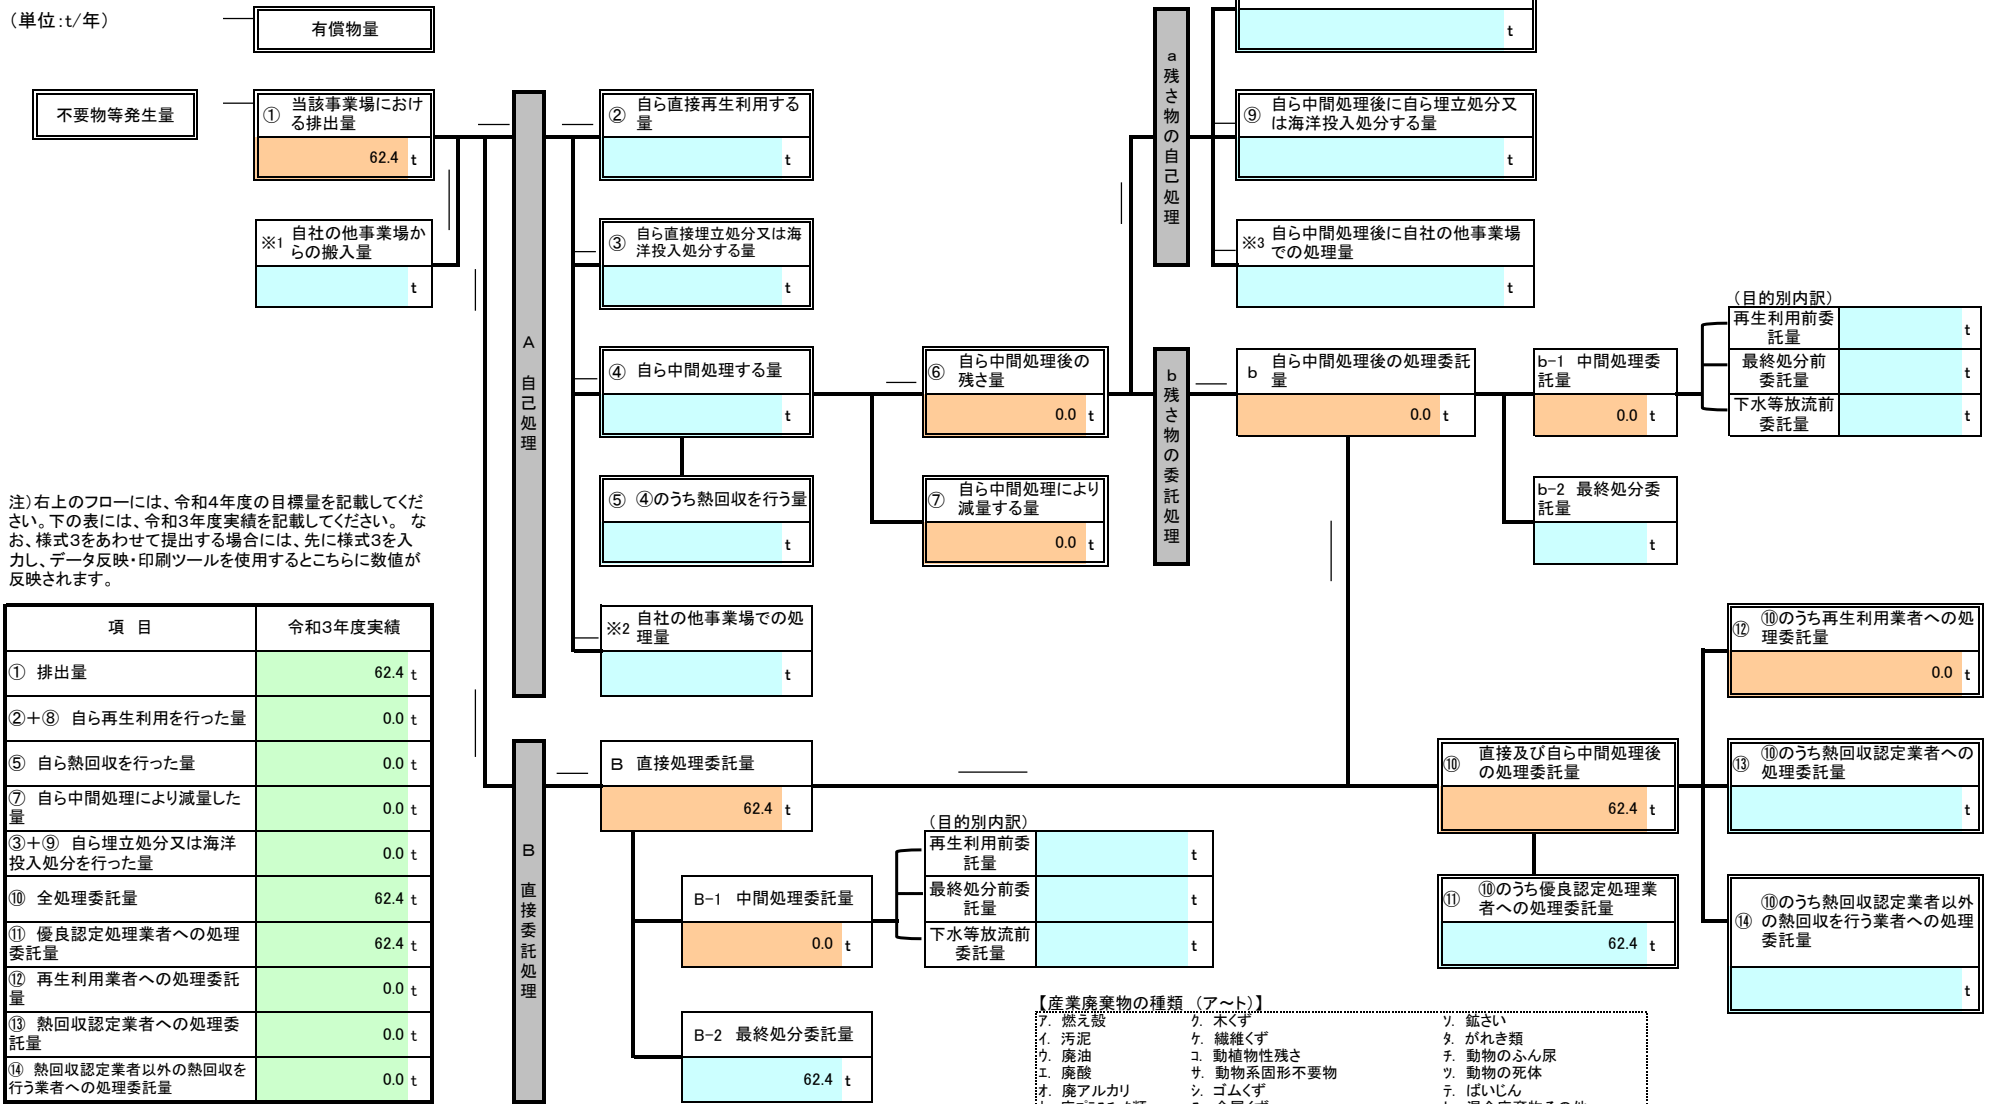 （単位：t/年）
有償物量
不要物等発生量
① 当該事業場におけ
る排出量
62.4 t
※1 自社の他事業場か
らの搬入量
t
A 自己処理
② 自ら直接再生利用する
量
t
③ 自ら直接埋立処分又は海
洋投入処分する量
t
④ 自ら中間処理する量
t
⑤ ④のうち熱回収を行う量
t
※2 自社の他事業場での処
理量
t
⑥ 自ら中間処理後の
残さ量
0.0 t
⑦ 自ら中間処理により
減量する量
0.0 t
a 残さ物の自己処理
t
⑨ 自ら中間処理後に自ら埋立処分又
は海洋投入処分する量
t
※3 自ら中間処理後に自社の他事業場
での処理量
t
b 残さ物の委託処理
b 自ら中間処理後の処理委託
量
0.0 t
b-1 中間処理委
託量
0.0 t
b-2 最終処分委
託量
t
（目的別内訳）
再生利用前委
託量
t
最終処分前
委託量
t
下水等放流前
委託量
t
注）右上のフローには、令和４年度の目標量を記載してくだ
さい。下の表には、令和３年度実績を記載してください。 な
お、様式３をあわせて提出する場合には、先に様式３を入
力し、データ反映・印刷ツールを使用するとこちらに数値が
反映されます。
項 目 令和３年度実績
① 排出量 62.4 t
②＋⑧ 自ら再生利用を行った量 0.0 t
⑤ 自ら熱回収を行った量 0.0 t
⑦ 自ら中間処理により減量した
量 0.0 t
③＋⑨ 自ら埋立処分又は海洋
投入処分を行った量 0.0 t
⑩ 全処理委託量 62.4 t
⑪ 優良認定処理業者への処理
委託量 62.4 t
⑫ 再生利用業者への処理委託
量 0.0 t
⑬ 熱回収認定業者への処理委
託量 0.0 t
⑭ 熱回収認定業者以外の熱回収を
行う業者への処理委託量 0.0 t
B 直接委託処理
B 直接処理委託量
62.4 t
B-1 中間処理委託量
0.0 t
B-2 最終処分委託量
62.4 t
（目的別内訳）
再生利用前委
託量
t
最終処分前委
託量
t
下水等放流前
委託量
t
⑩ 直接及び自ら中間処理後
の処理委託量
62.4 t
⑪ ⑩のうち優良認定処理業
者への処理委託量
62.4 t
⑫ ⑩のうち再生利用業者への処
理委託量
0.0 t
⑬ ⑩のうち熱回収認定業者への
処理委託量
t
⑭ ⑩のうち熱回収認定業者以外
の熱回収を行う業者への処理
委託量
t
【産業廃棄物の種類 （ア～ト）】
ア. 燃え殻 ク. 木くず ソ. 鉱さい
イ. 汚泥 ケ. 繊維くず タ. がれき類
ウ. 廃油 コ. 動植物性残さ チ. 動物のふん尿
エ. 廃酸 サ. 動物系固形不要物 ツ. 動物の死体
オ. 廃アルカリ シ. ゴムくず テ. ばいじん